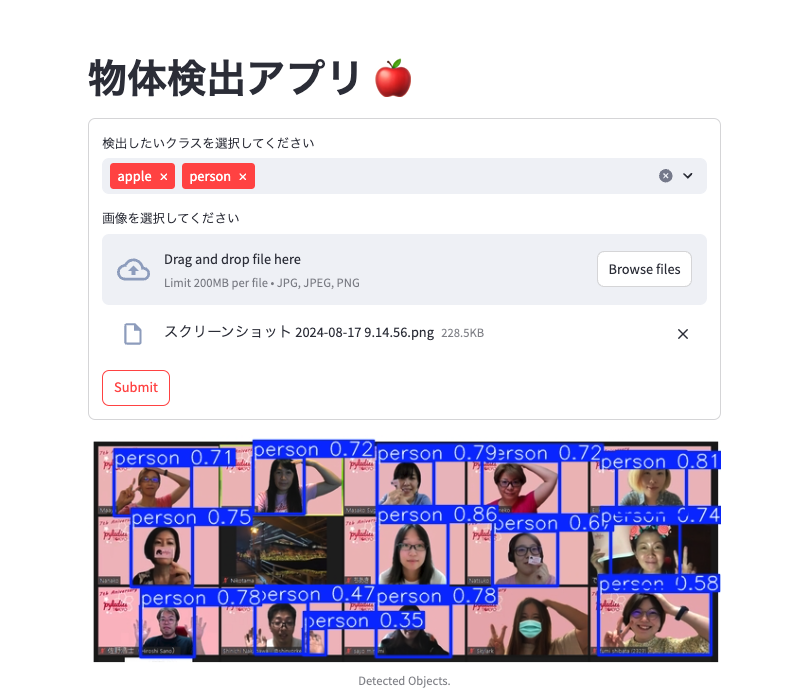 物体検出アプリ
検出したいクラスを選択してください
apple × person ×
画像を選択してください
Drag and drop file here
Limit 200MB per file • JPG, JPEG, PNG
Browse files
スクリーンショット 2024-08-17 9.14.56.png 228.5KB
Submit
person 0.71
person 0.72
person 0.79
erson 0.72
person 0.81
person 0.75
person 0.86
person 0.6
person 0.74
person 0.78
person 0.47
person 0.35
person 0.78
person 0.58
Detected Objects.